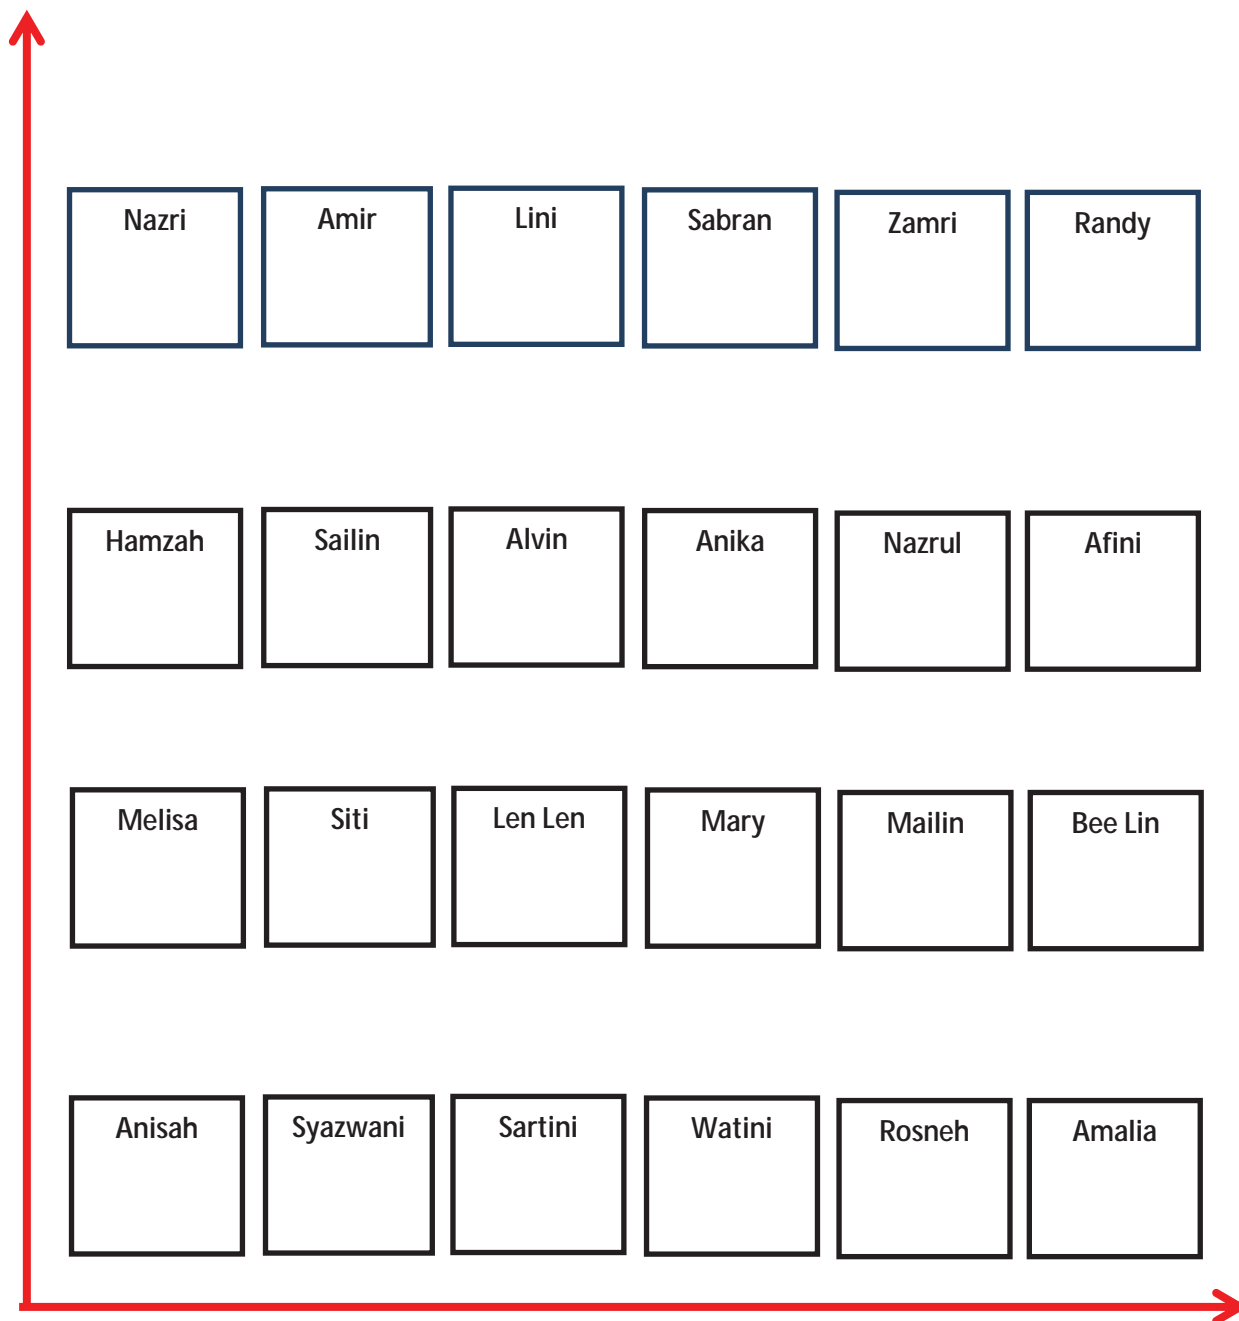 Nazri Amir Lini Sabran Zamri Randy
Hamzah Sailin Alvin Anika Nazrul Afini
Melisa Siti Len Len Mary Mailin Bee Lin
Anisah Syazwani Sartini Watini Rosneh Amalia